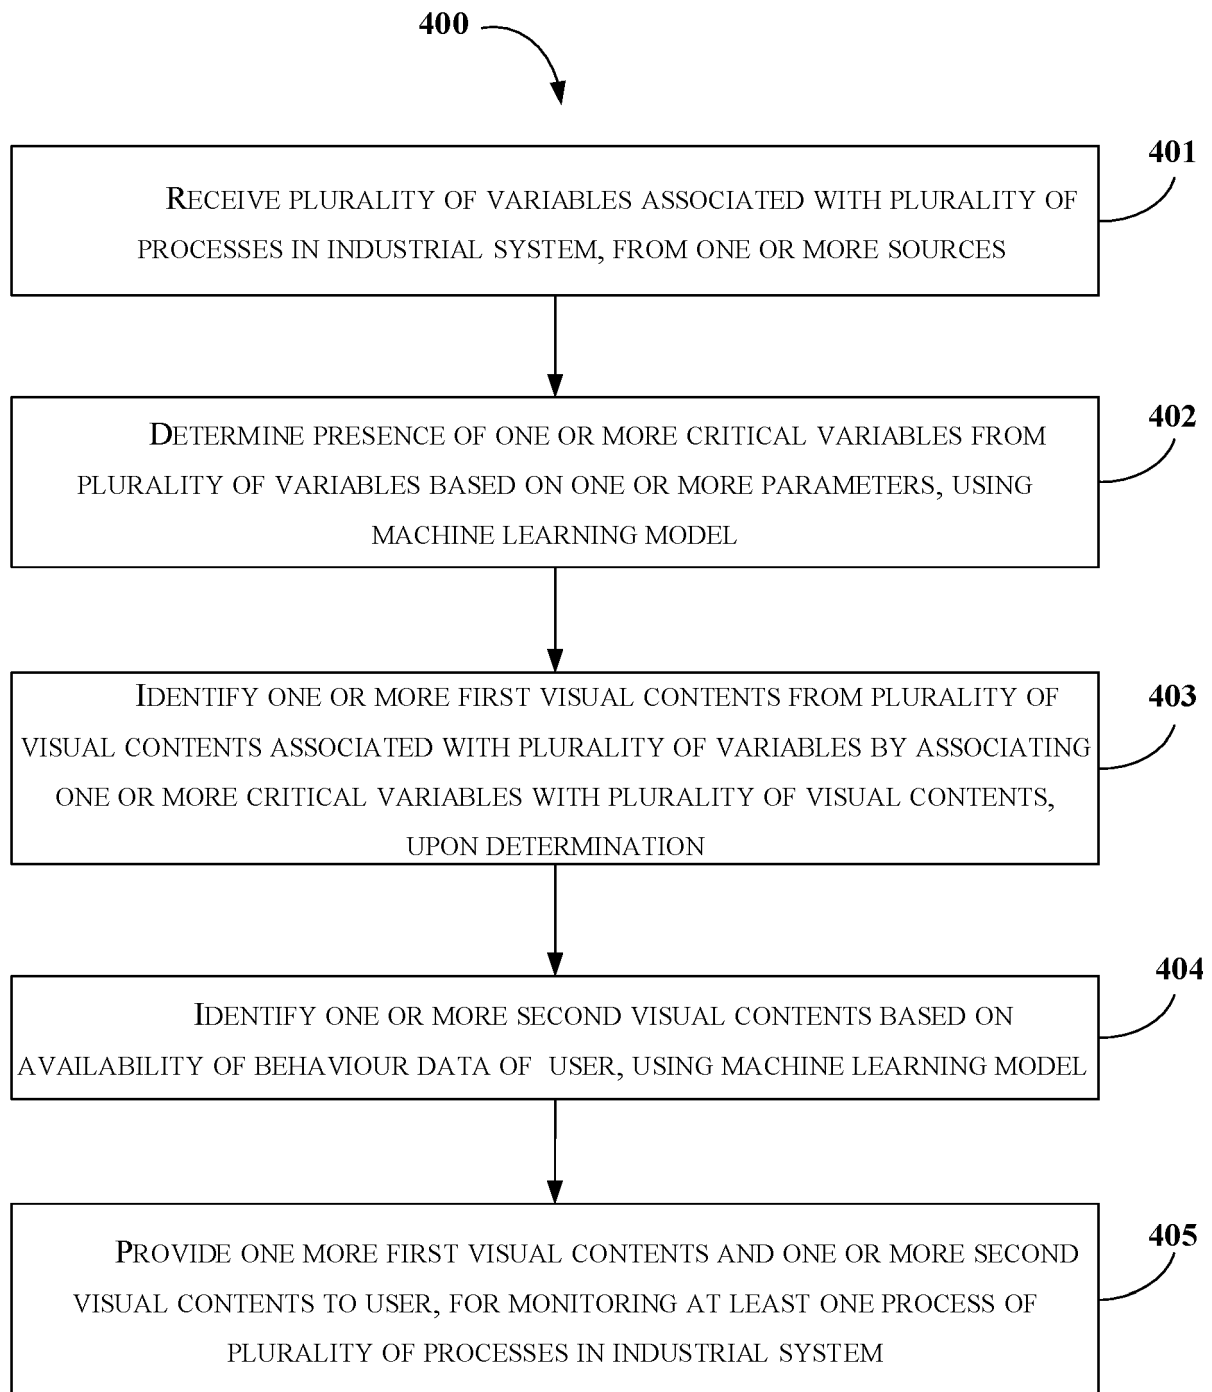 400
401
RECEIVE PLURALITY OF VARIABLES ASSOCIATED WITH PLURALITY OF
PROCESSES IN INDUSTRIAL SYSTEM, FROM ONE OR MORE SOURCES
402
DETERMINE PRESENCE OF ONE OR MORE CRITICAL VARIABLES FROM
PLURALITY OF VARIABLES BASED ON ONE OR MORE PARAMETERS, USING
MACHINE LEARNING MODEL
403
IDENTIFY ONE OR MORE FIRST VISUAL CONTENTS FROM PLURALITY OF
VISUAL CONTENTS ASSOCIATED WITH PLURALITY OF VARIABLES BY ASSOCIATING
ONE OR MORE CRITICAL VARIABLES WITH PLURALITY OF VISUAL CONTENTS,
UPON DETERMINATION
404
IDENTIFY ONE OR MORE SECOND VISUAL CONTENTS BASED ON
AVAILABILITY OF BEHAVIOUR DATA OF USER, USING MACHINE LEARNING MODEL
405
PROVIDE ONE MORE FIRST VISUAL CONTENTS AND ONE OR MORE SECOND
VISUAL CONTENTS TO USER, FOR MONITORING AT LEAST ONE PROCESS OF
PLURALITY OF PROCESSES IN INDUSTRIAL SYSTEM